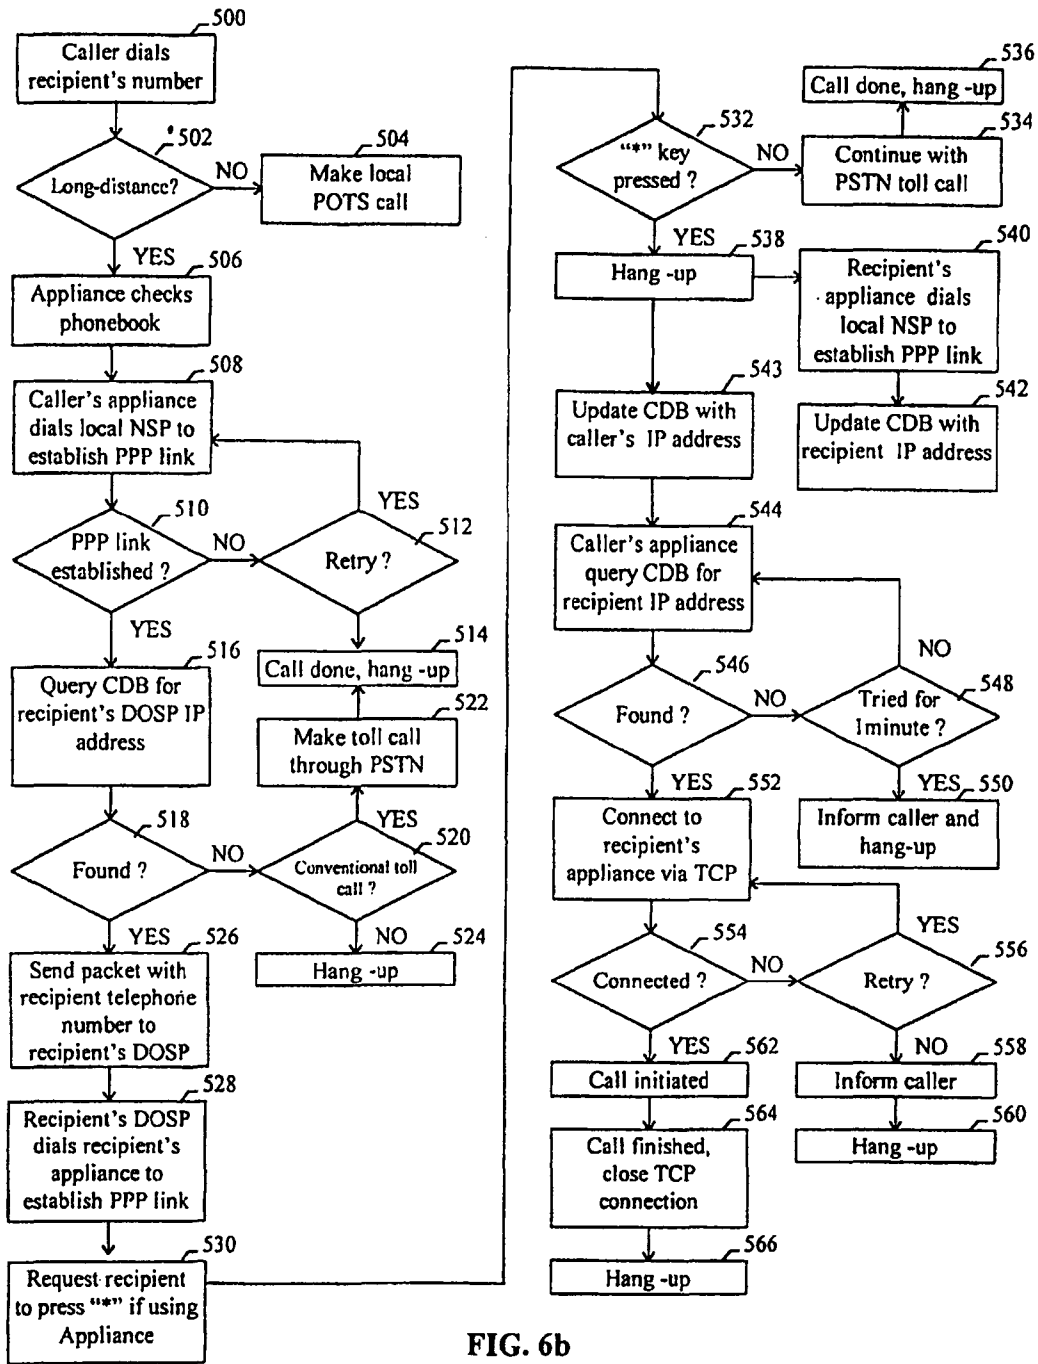 500
Caller dials
recipient's number
502
Long-distance?
NO
504
Make local
POTS call
YES
506
Appliance checks
phonebook
508
Caller's appliance
dials local NSP to
establish PPP link
510
PPP link
established ?
NO
YES
512
Retry ?
YES
514
Call done, hang -up
516
Query CDB for
recipient's DOSP IP
address
522
Make toll call
through PSTN
518
Found ?
NO
YES
520
Conventional toll
call ?
YES
NO
524
Hang -up
526
Send packet with
recipient telephone
number to
recipient's DOSP
528
Recipient's DOSP
dials recipient's
appliance to
establish PPP link
530
Request recipient
to press "*" if using
Appliance
532
"*" key
pressed ?
NO
534
Continue with
PSTN toll call
536
Call done, hang -up
YES
538
Hang -up
540
Recipient's
appliance dials
local NSP to
establish PPP link
542
Update CDB with
recipient IP address
543
Update CDB with
caller's IP address
544
Caller's appliance
query CDB for
recipient IP address
546
Found ?
NO
548
Tried for
1minute ?
NO
YES
550
Inform caller and
hang-up
YES
552
Connect to
recipient's
appliance via TCP
554
Connected ?
NO
556
Retry ?
YES
NO
558
Inform caller
560
Hang -up
YES
562
Call initiated
564
Call finished,
close TCP
connection
566
Hang -up
FIG. 6b